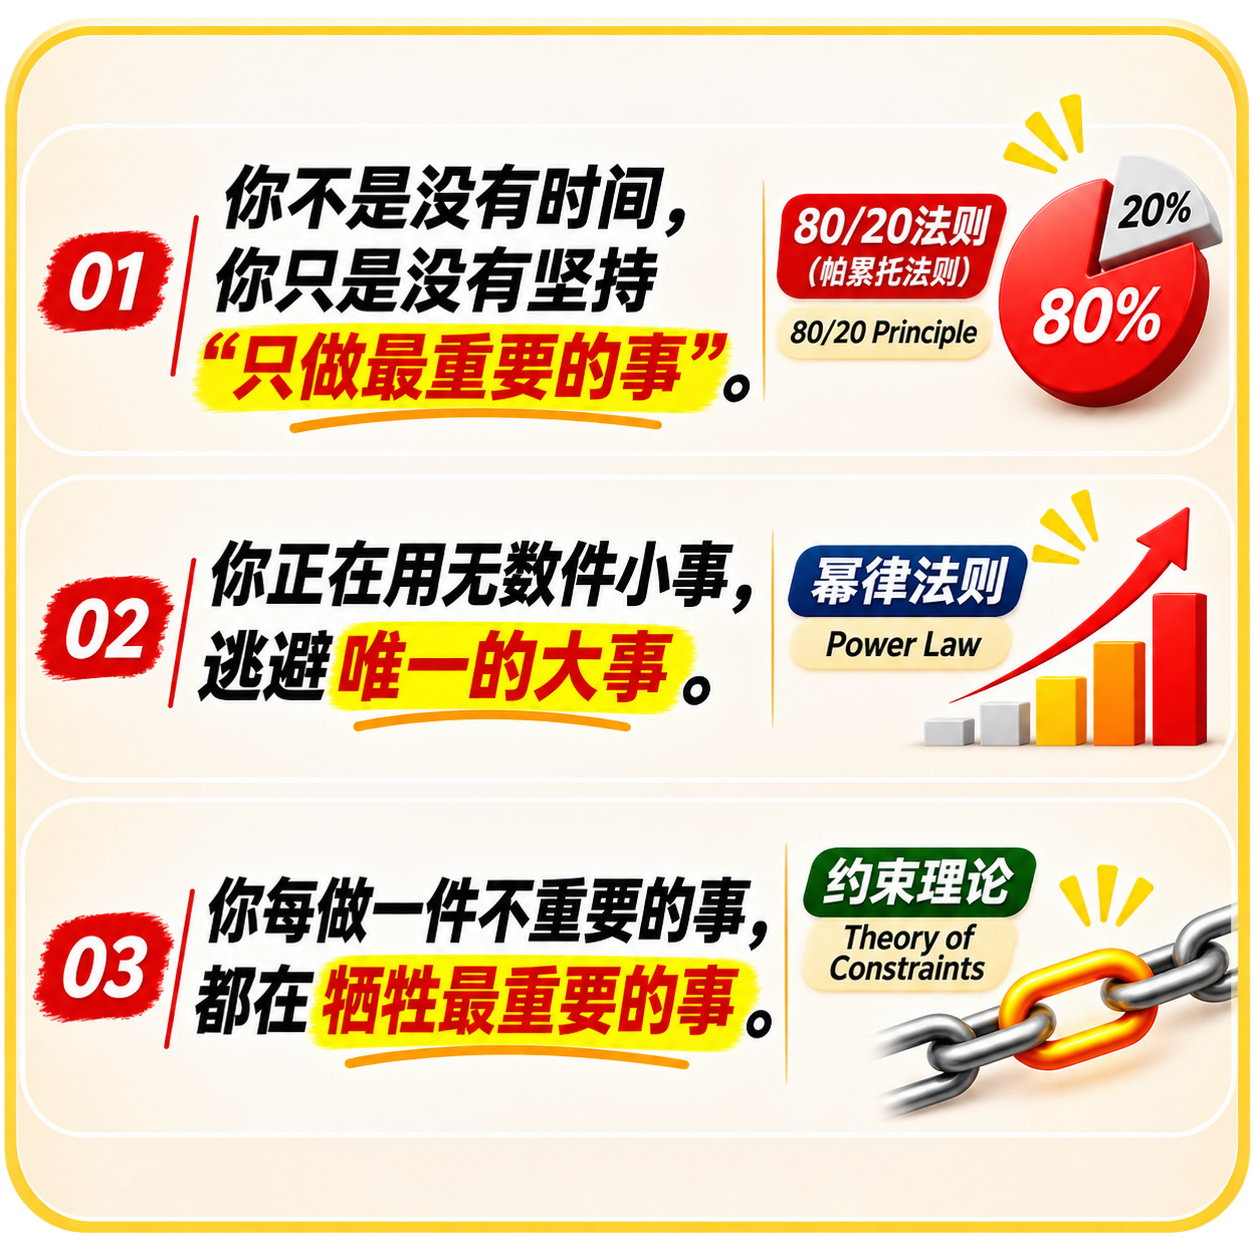 01
你不是没有时间，
你只是没有坚持
“只做最重要的事”。
80/20法则
（帕累托法则）
80/20 Principle
20%
80%
02
你正在用无数件小事，
逃避唯一的大事。
幂律法则
Power Law
03
你每做一件不重要的事，
都在牺牲最重要的事。
约束理论
Theory of
Constraints